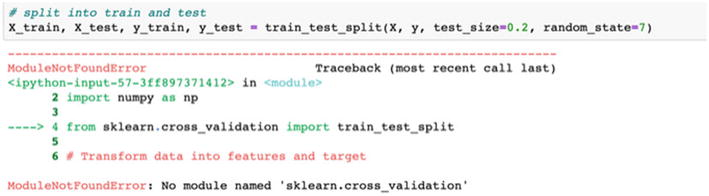 # split into train and test
X_train, X_test, y_train, y_test = train_test_split(X, y, test_size=0.2, random_state=7)
---------------------------------------------------------------------------
ModuleNotFoundError                       Traceback (most recent call last)
<ipython-input-57-3ff897371412> in <module>
      2 import numpy as np
      3
----> 4 from sklearn.cross_validation import train_test_split
      5
      6 # Transform data into features and target
ModuleNotFoundError: No module named 'sklearn.cross_validation'